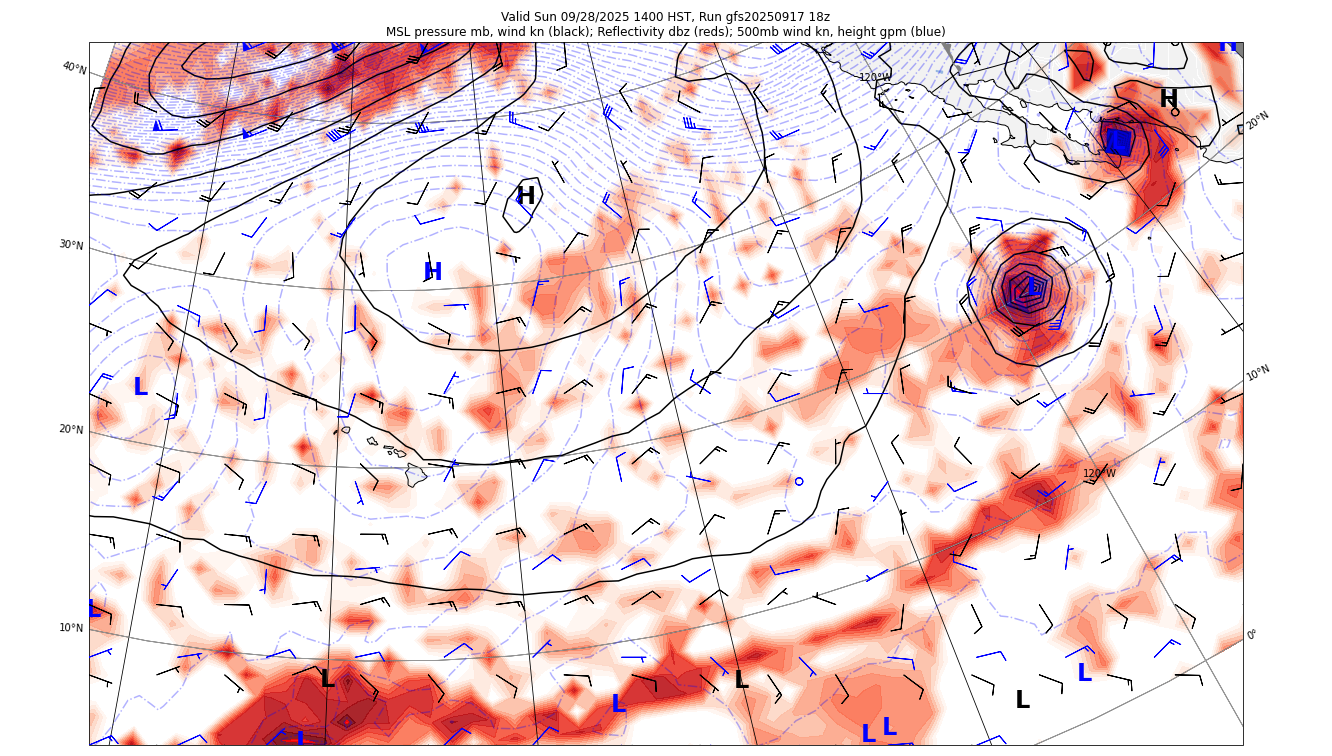 Valid Sun 09/28/2025 1400 HST, Run gfs20250917 18z
MSL pressure mb, wind kn (black); Reflectivity dbz (reds); 500mb wind kn, height gpm (blue)
H
40°N
120°W
H
20°N
H
30°N
H
L
L
10°N
20°N
120°W
L
10°N
0°
L
L
L
L
L
L
L
L